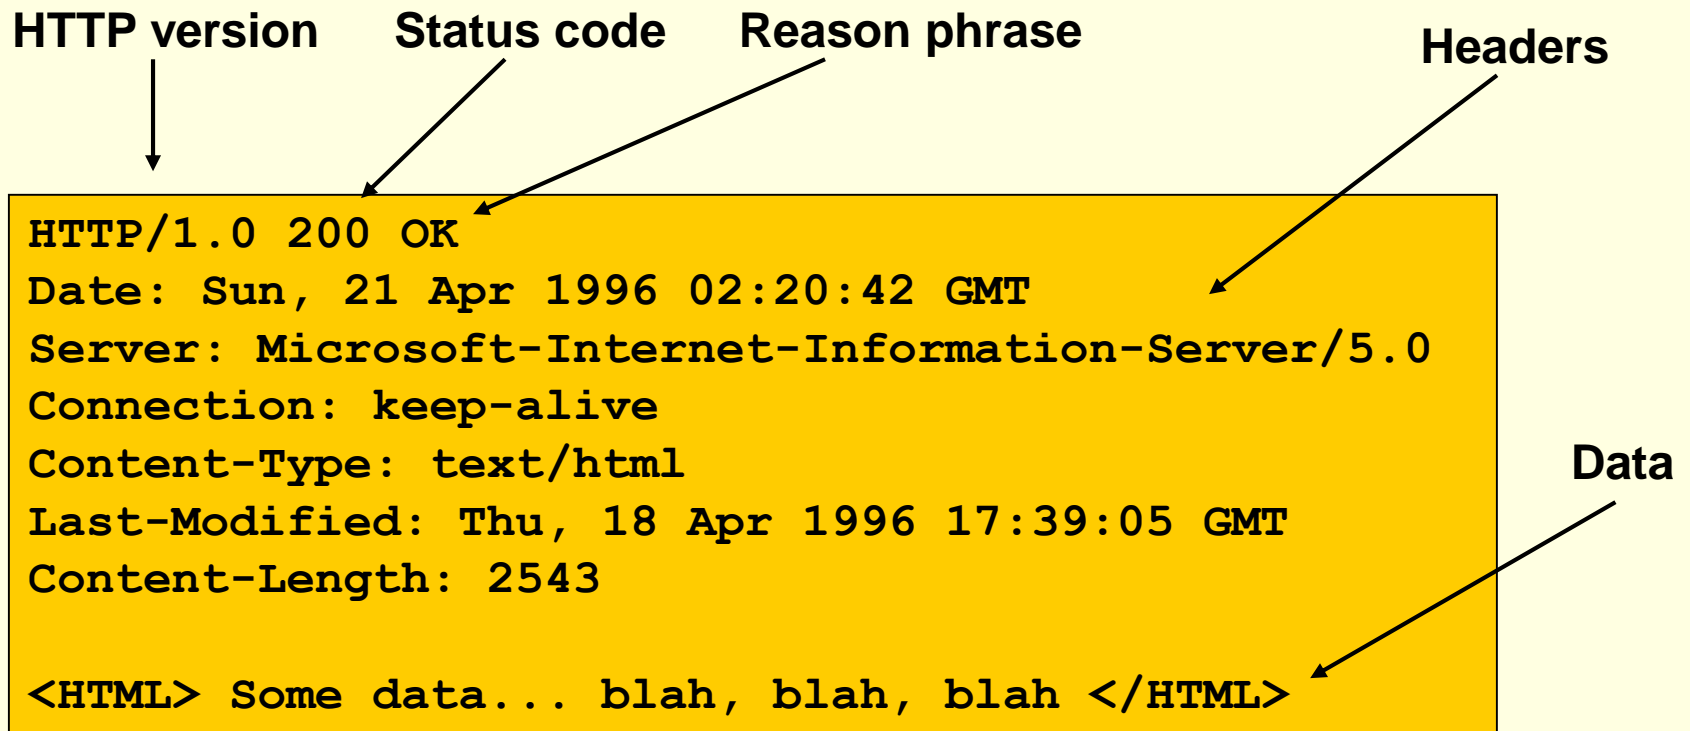 HTTP version Status code Reason phrase Headers
HTTP/1.0 200 OK
Date: Sun, 21 Apr 1996 02:20:42 GMT
Server: Microsoft-Internet-Information-Server/5.0
Connection: keep-alive
Content-Type: text/html
Data
Last-Modified: Thu, 18 Apr 1996 17:39:05 GMT
Content-Length: 2543
<HTML> Some data... blah, blah, blah </HTML>